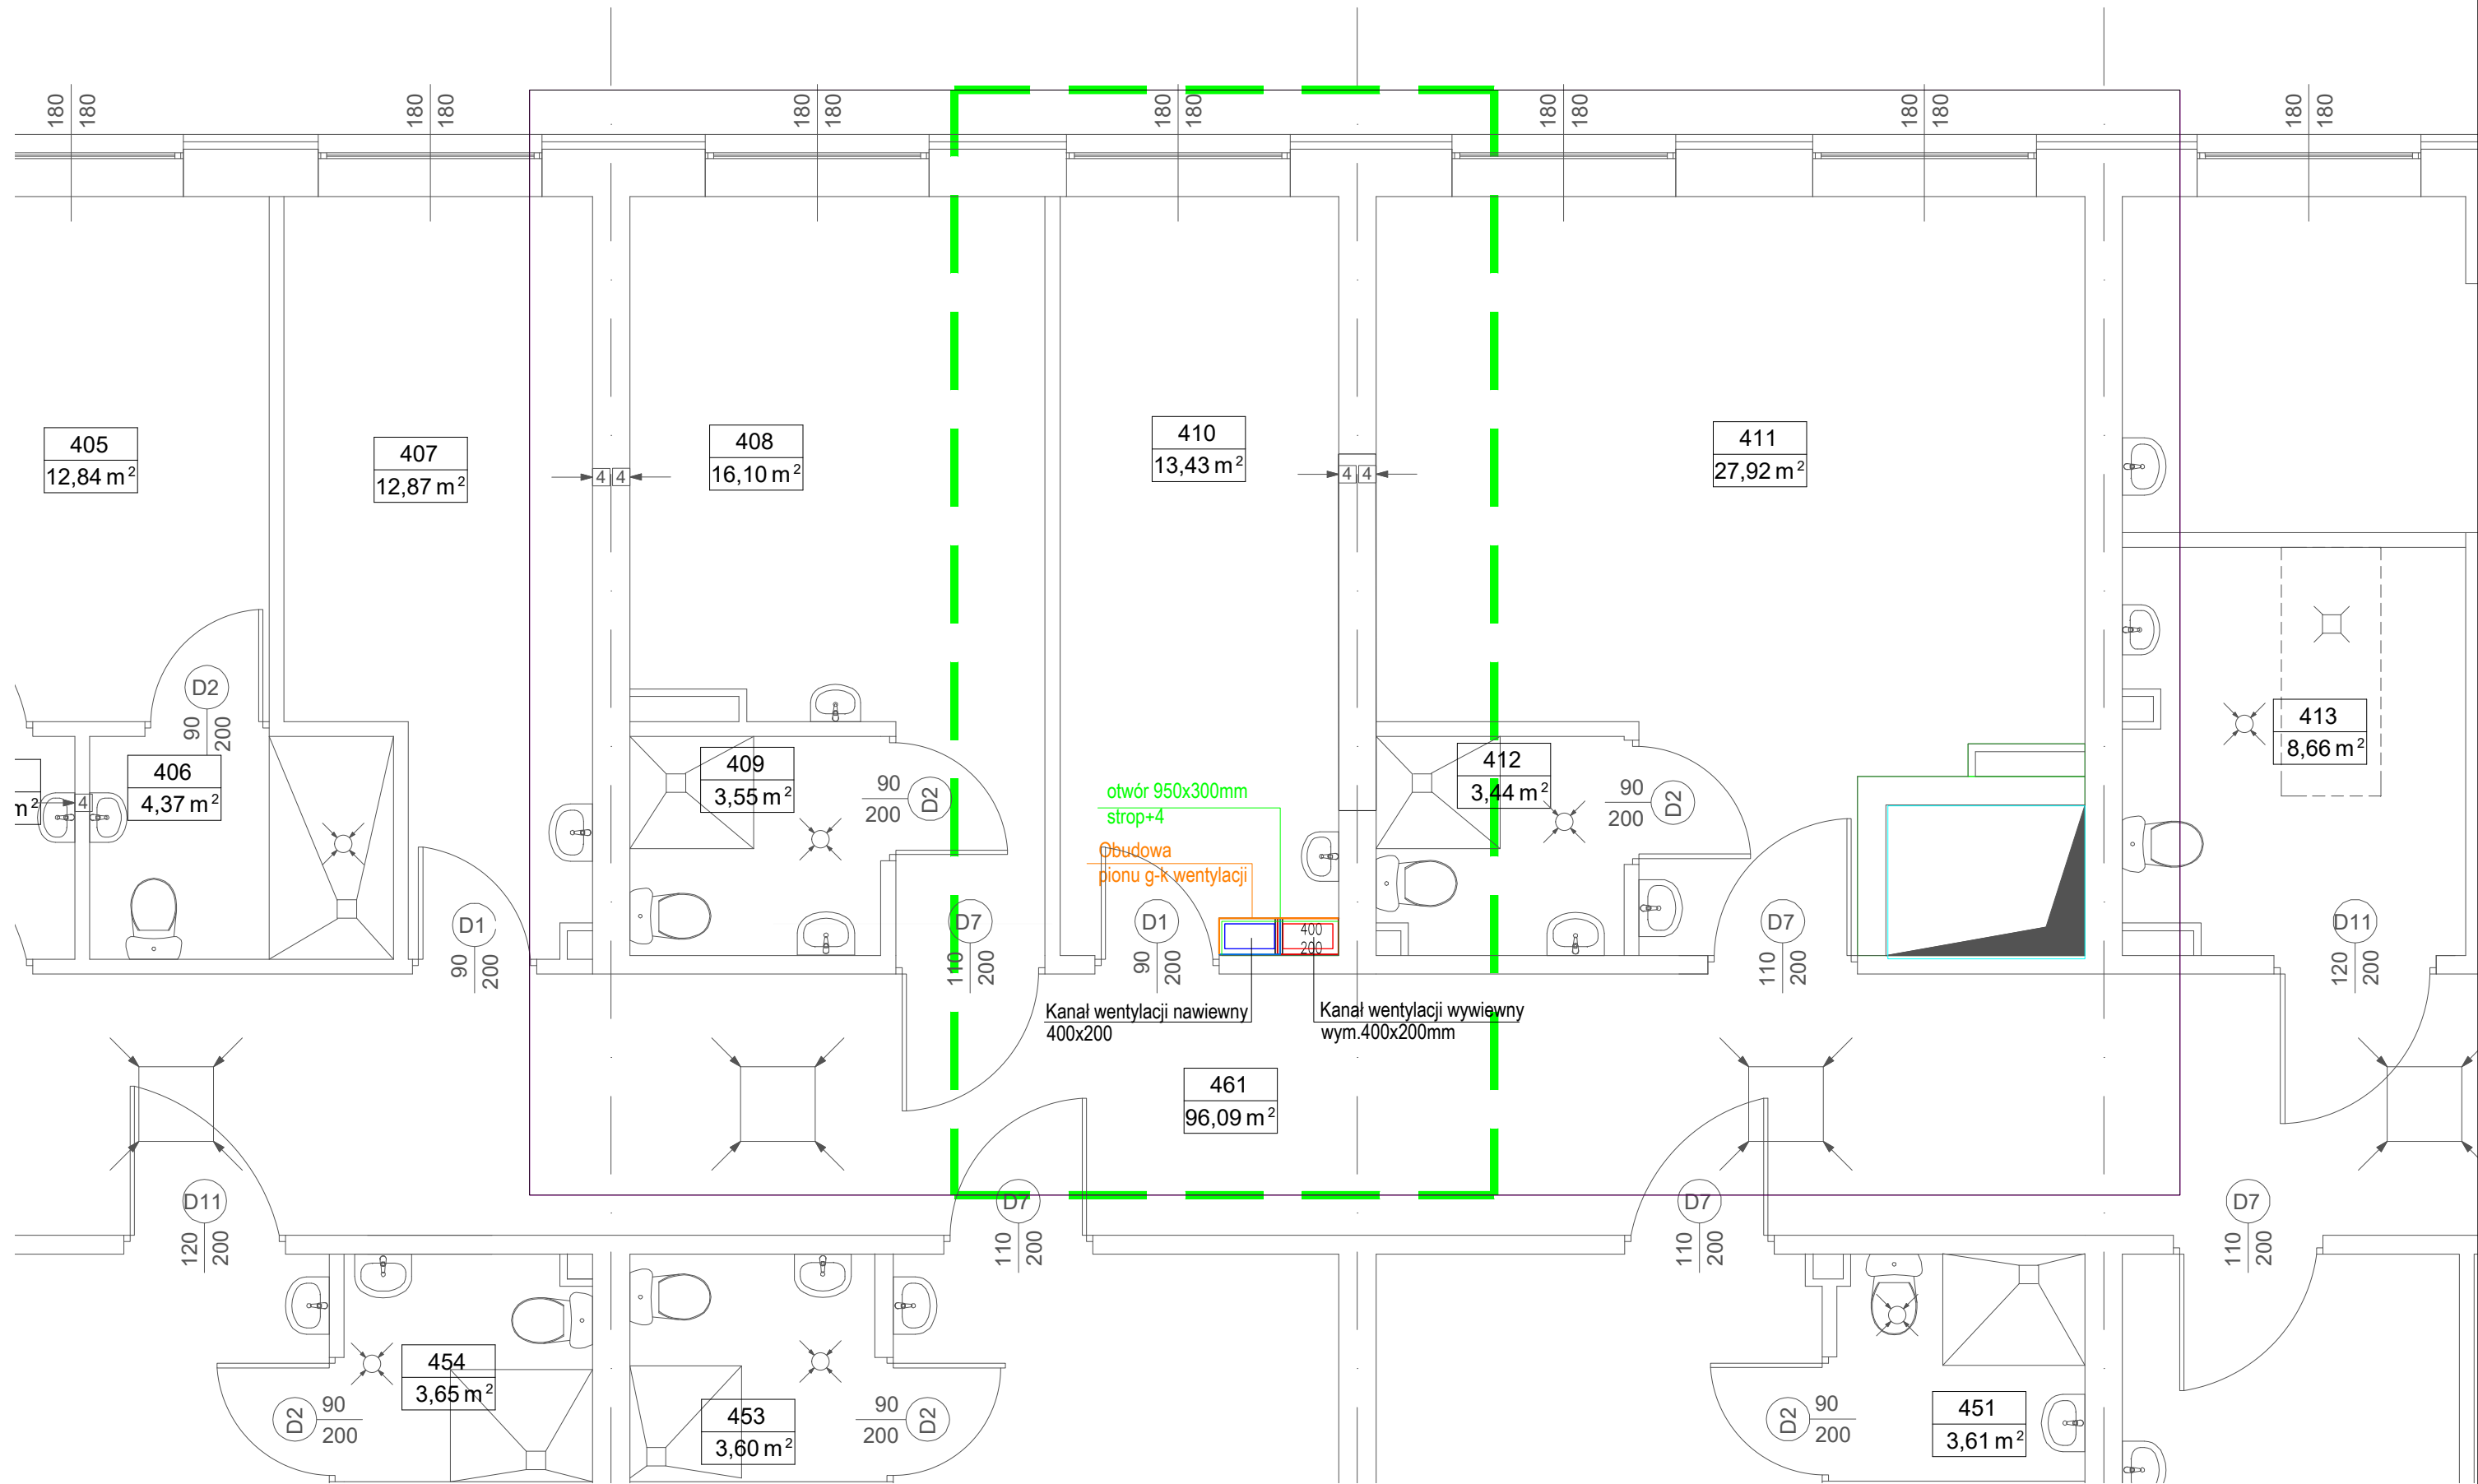 180 180
180 180
180 180
180 180
180 180
180 180
180 180
405
12,84 m²
407
12,87 m²
408
16,10 m²
410
13,43 m²
411
27,92 m²
4 4
4 4
D2
90
200
406
4,37 m²
m²
4
409
3,55 m²
90
200
D2
412
3,44 m²
90
200
D2
413
8,66 m²
otwór 950x300mm
strop+4
Obudowa
pionu g-k wentylacji
D1
90
200
D7
110
200
D1
90
200
400
200
D7
110
200
D11
120
200
Kanał wentylacji nawiewny
400x200
Kanał wentylacji wywiewny
wym.400x200mm
461
96,09 m²
D11
120
200
D7
110
200
D7
110
200
D7
110
200
454
3,65 m²
D2
90
200
453
3,60 m²
90
200
D2
D2
90
200
451
3,61 m²